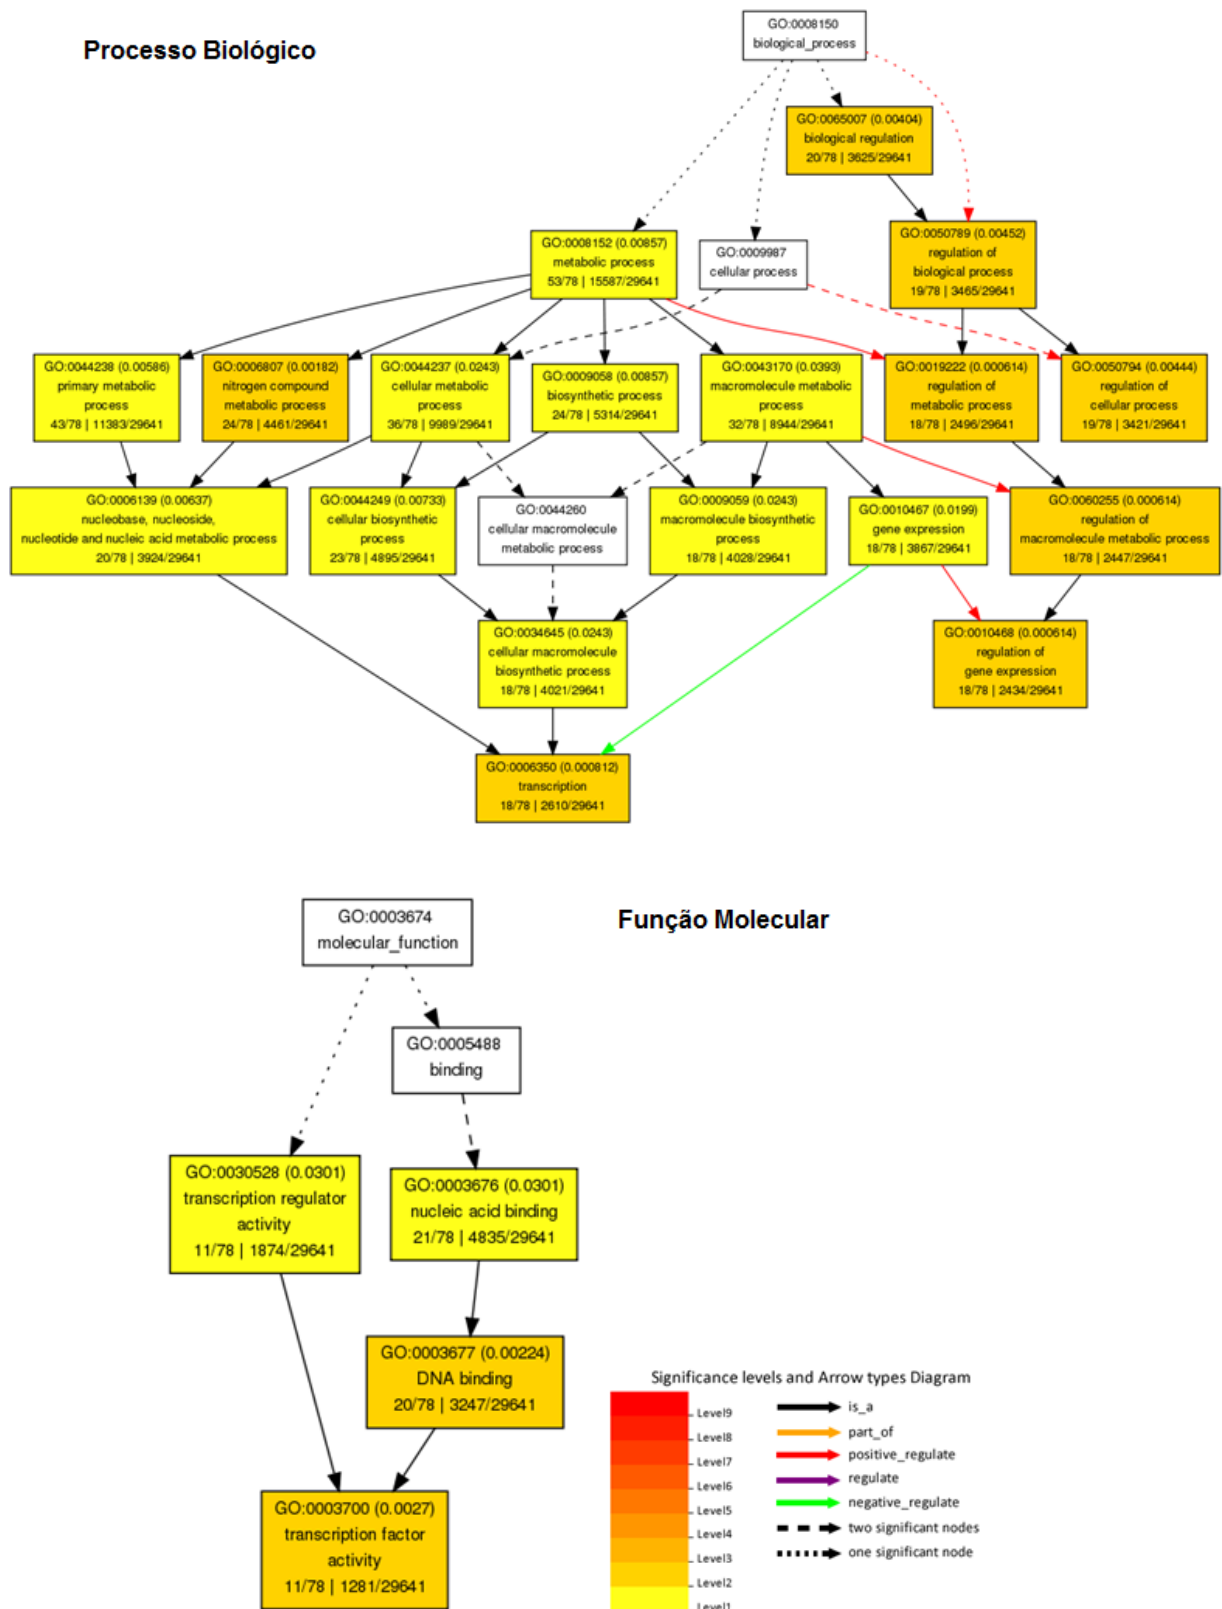 Processo Biológico
GO:0008150
biological_process
GO:0065007 (0.00404)
biological regulation
20/78 | 3625/29641
GO:0050789 (0.00452)
regulation of
biological process
19/78 | 3465/29641
GO:0008152 (0.00857)
metabolic process
53/78 | 15587/29641
GO:0009987
cellular process
GO:0044238 (0.00586)
primary metabolic
process
43/78 | 11383/29641
GO:0006807 (0.00182)
nitrogen compound
metabolic process
24/78 | 4461/29641
GO:0044237 (0.0243)
cellular metabolic
process
36/78 | 9989/29641
GO:0009058 (0.00857)
biosynthetic process
24/78 | 5314/29641
GO:0043170 (0.0393)
macromolecule metabolic
process
32/78 | 8944/29641
GO:0019222 (0.000614)
regulation of
metabolic process
18/78 | 2496/29641
GO:0050794 (0.00444)
regulation of
cellular process
19/78 | 3421/29641
GO:0006139 (0.00637)
nucleobase, nucleoside,
nucleotide and nucleic acid metabolic process
20/78 | 3924/29641
GO:0044249 (0.00733)
cellular biosynthetic
process
23/78 | 4895/29641
GO:0044260
cellular macromolecule
metabolic process
GO:0009059 (0.0243)
macromolecule biosynthetic
process
18/78 | 4028/29641
GO:0010467 (0.0199)
gene expression
18/78 | 3867/29641
GO:0060255 (0.000614)
regulation of
macromolecule metabolic process
18/78 | 2447/29641
GO:0034645 (0.0243)
cellular macromolecule
biosynthetic process
18/78 | 4021/29641
GO:0010468 (0.000614)
regulation of
gene expression
18/78 | 2434/29641
GO:0006350 (0.000812)
transcription
18/78 | 2610/29641
Função Molecular
GO:0003674
molecular_function
GO:0005488
binding
GO:0030528 (0.0301)
transcription regulator
activity
11/78 | 1874/29641
GO:0003676 (0.0301)
nucleic acid binding
21/78 | 4835/29641
GO:0003677 (0.00224)
DNA binding
20/78 | 3247/29641
GO:0003700 (0.0027)
transcription factor
activity
11/78 | 1281/29641
Significance levels and Arrow types Diagram
Level9
Level8
Level7
Level6
Level5
Level4
Level3
Level2
Level1
is_a
part_of
positive_regulate
regulate
negative_regulate
two significant nodes
one significant node